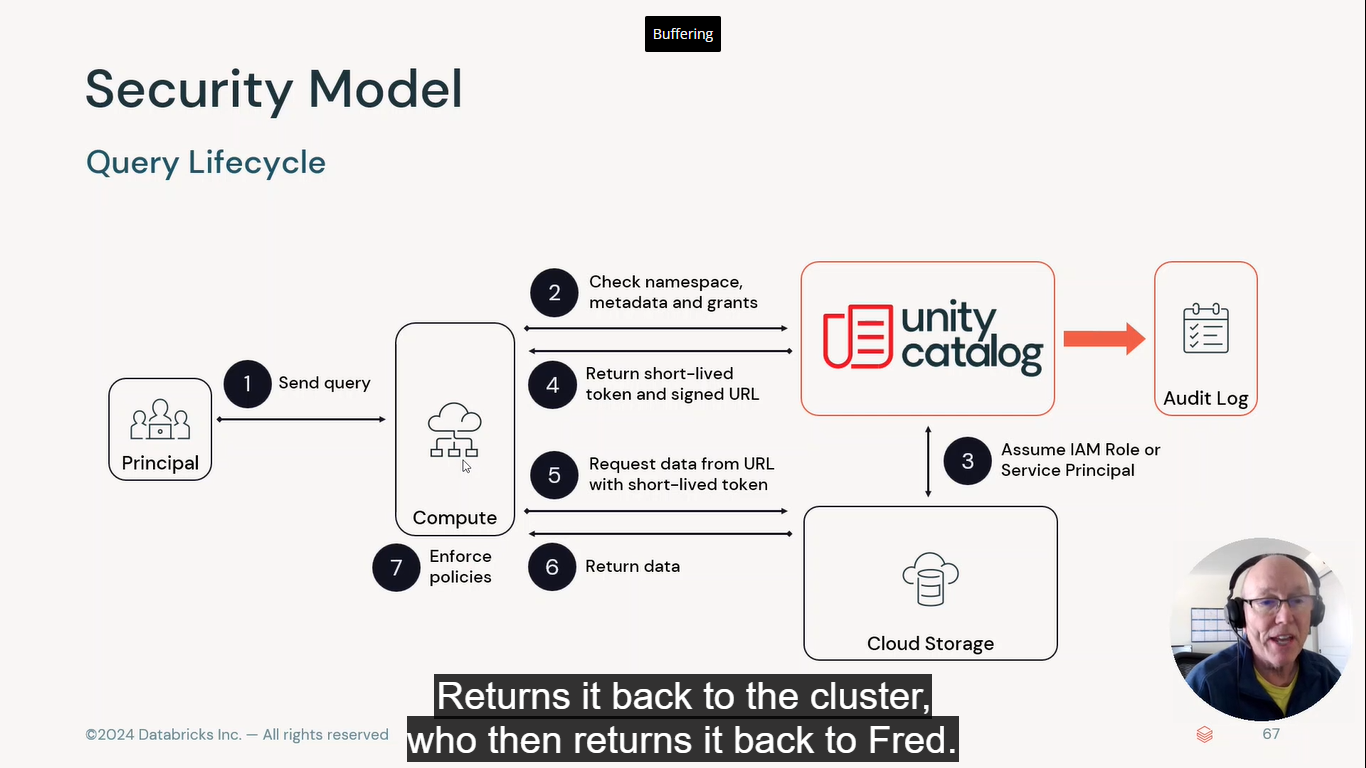 Buffering
Security Model
Query Lifecycle
2
Check namespace,
metadata and grants
unity
catalog
Audit Log
1
Send query
4
Return short-lived
token and signed URL
Principal
3
Assume IAM Role or
Service Principal
5
Request data from URL
with short-lived token
Compute
7
Enforce
policies
6
Return data
Cloud Storage
Returns it back to the cluster,
who then returns it back to Fred.
©2024 Databricks Inc. — All rights reserved
67